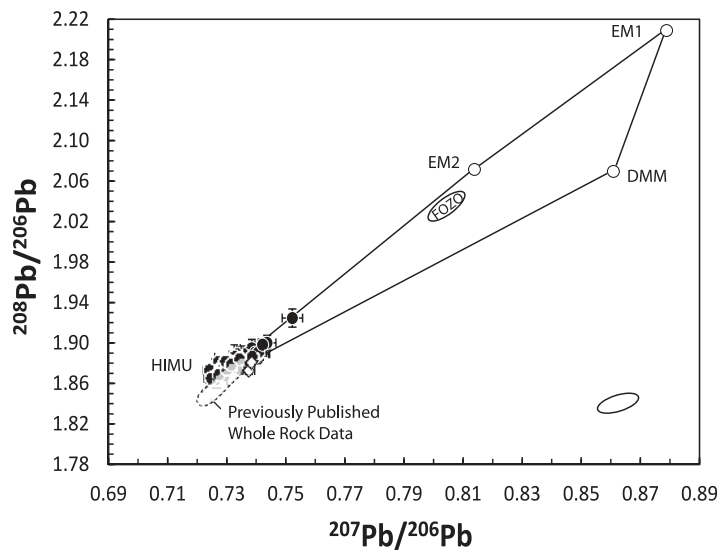 2.22
2.18
2.14
2.10
2.06
2.02
1.98
1.94
1.90
1.86
1.82
1.78
208Pb/206Pb
EM1
EM2
DMM
FOZO
HIMU
Previously Published
Whole Rock Data
0.69 0.71 0.73 0.75 0.77 0.79 0.81 0.83 0.85 0.87 0.89
207Pb/206Pb